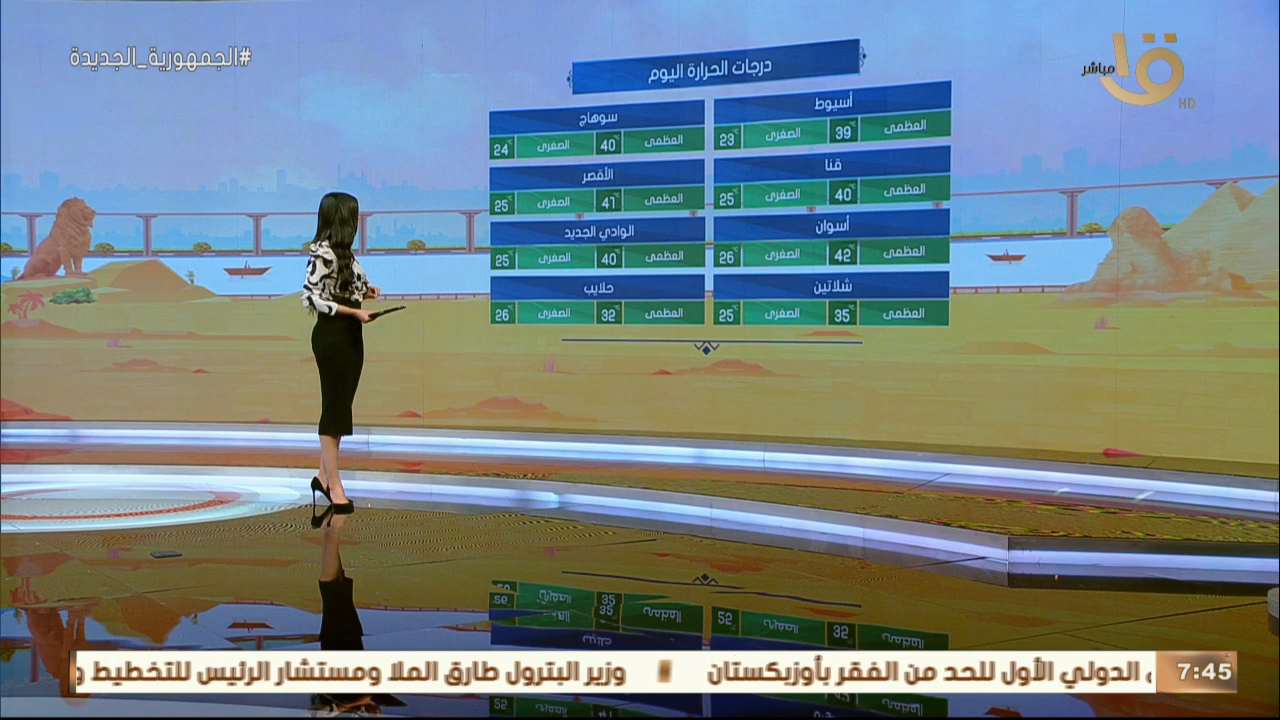 #الجمهورية_الجديدة
مباشر
HD
درجات الحرارة اليوم
أسيوط
العظمى 39 الصغرى 23
سوهاج
العظمى 40 الصغرى 24
قنا
العظمى 40 الصغرى 25
الأقصر
العظمى 41 الصغرى 25
أسوان
العظمى 42 الصغرى 26
الوادي الجديد
العظمى 40 الصغرى 25
شلاتين
العظمى 35 الصغرى 25
حلايب
العظمى 32 الصغرى 26
7:45
الدولي الأول للحد من الفقر بأوزبكستان
وزير البترول طارق الملا ومستشار الرئيس للتخطيط و